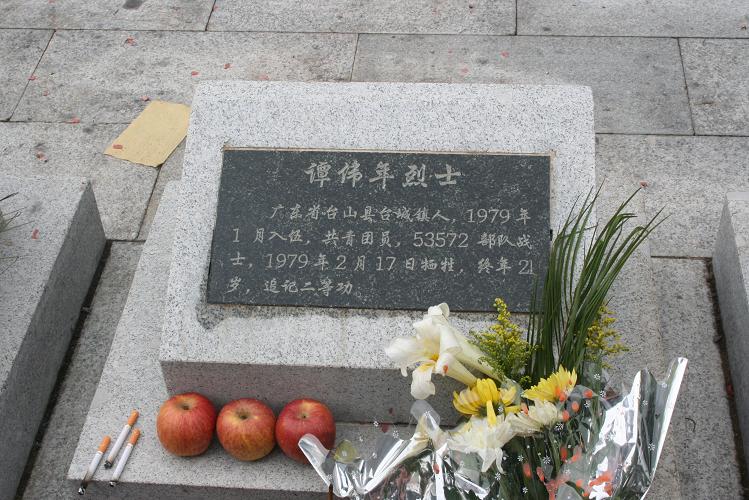 谭伟年烈士
广东省台山县台城镇人，1979年
1月入伍，共青团员，53572部队战
士，1979年2月17日牺牲，终年21
岁，追记二等功。